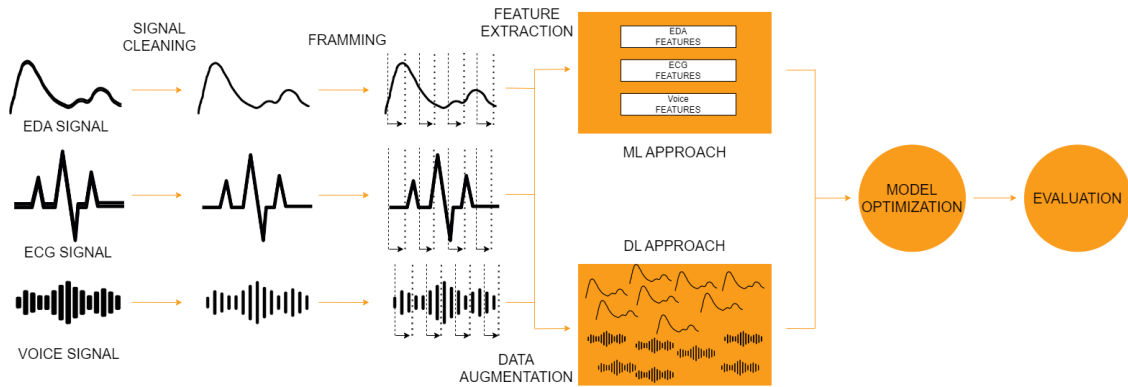 SIGNAL
CLEANING
FRAMMING
FEATURE
EXTRACTION
EDA
FEATURES
ECG
FEATURES
Voice
FEATURES
EDA SIGNAL
ML APPROACH
MODEL
OPTIMIZATION
EVALUATION
ECG SIGNAL
DL APPROACH
VOICE SIGNAL
DATA
AUGMENTATION